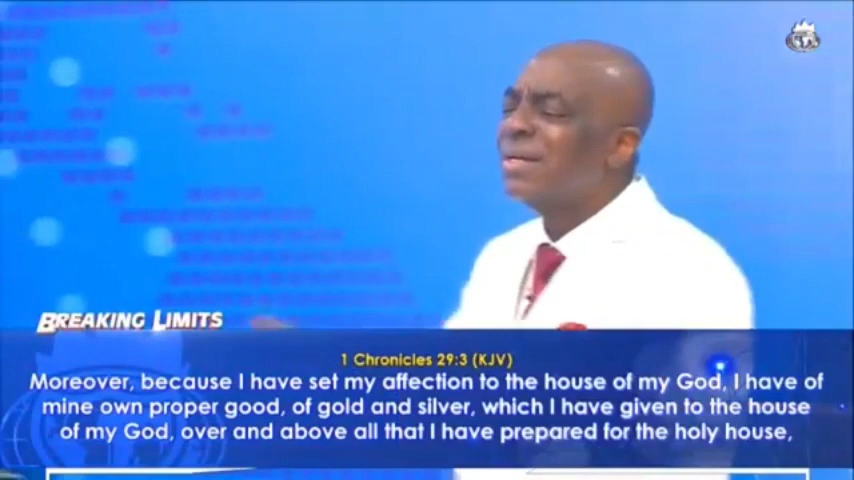 BREAKING LIMITS
1 Chronicles 29:3 (KJV)
Moreover, because I have set my affection to the house of my God, I have of
mine own proper good, of gold and silver, which I have given to the house
of my God, over and above all that I have prepared for the holy house,